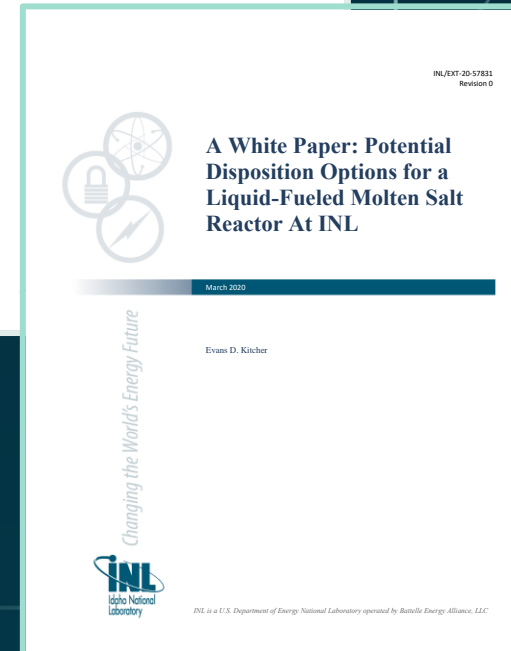 INL/EXT-20-57831
Revision 0
A White Paper: Potential
Disposition Options for a
Liquid-Fueled Molten Salt
Reactor At INL
March 2020
Evans D. Kitcher
Changing the World's Energy Future
INL
Idaho National
Laboratory
INL is a U.S. Department of Energy National Laboratory operated by Battelle Energy Alliance, LLC